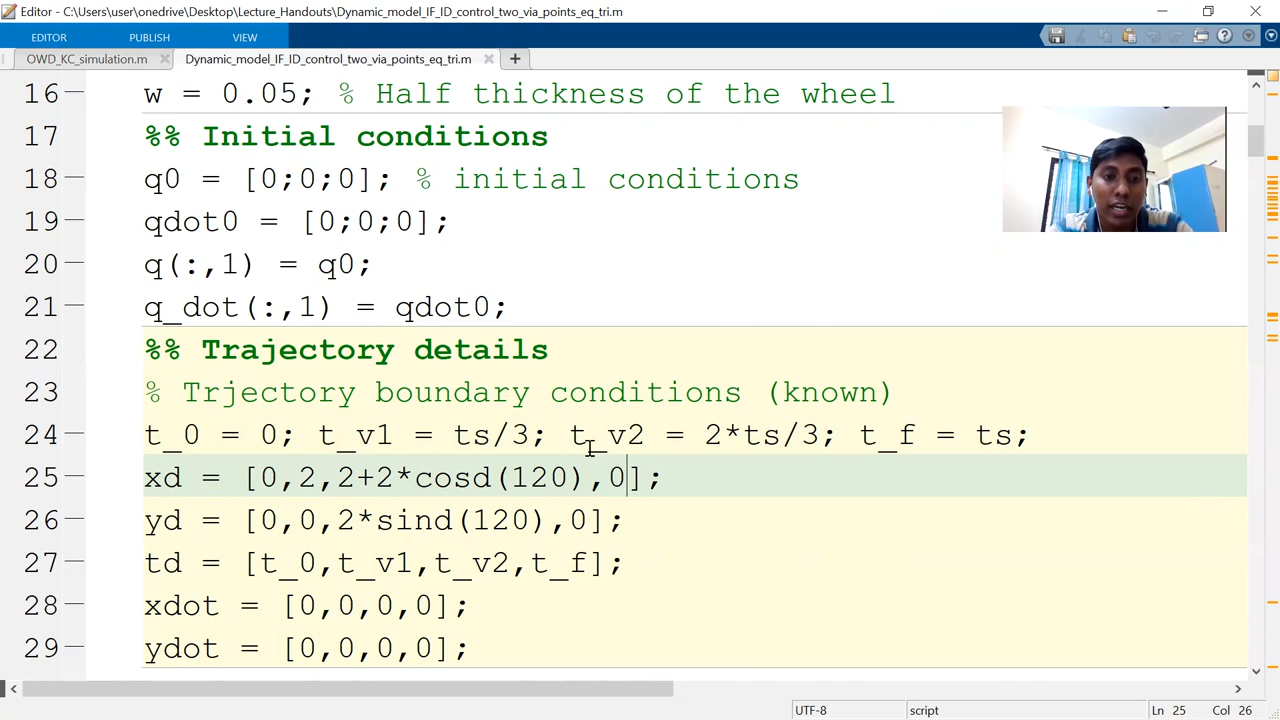 Editor - C:\Users\user\onedrive\Desktop\Lecture_Handouts\Dynamic_model_IF_ID_control_two_via_points_eq_tri.m
EDITOR PUBLISH VIEW
OWD_KC_simulation.m Dynamic_model_IF_ID_control_two_via_points_eq_tri.m
16 w = 0.05; % Half thickness of the wheel
17 %% Initial conditions
18 q0 = [0;0;0]; % initial conditions
19 qdot0 = [0;0;0];
20 q(:,1) = q0;
21 q_dot(:,1) = qdot0;
22 %% Trajectory details
23 % Trjectory boundary conditions (known)
24 t_0 = 0; t_v1 = ts/3; t_v2 = 2*ts/3; t_f = ts;
25 xd = [0,2,2+2*cosd(120),0];
26 yd = [0,0,2*sind(120),0];
27 td = [t_0,t_v1,t_v2,t_f];
28 xdot = [0,0,0,0];
29 ydot = [0,0,0,0];
UTF-8 script Ln 25 Col 26